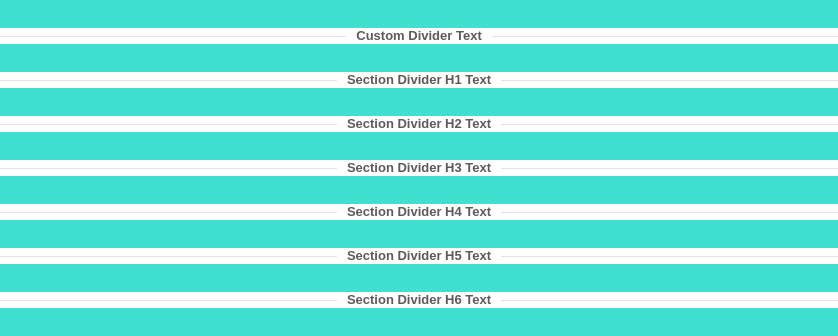 Custom Divider Text
Section Divider H1 Text
Section Divider H2 Text
Section Divider H3 Text
Section Divider H4 Text
Section Divider H5 Text
Section Divider H6 Text